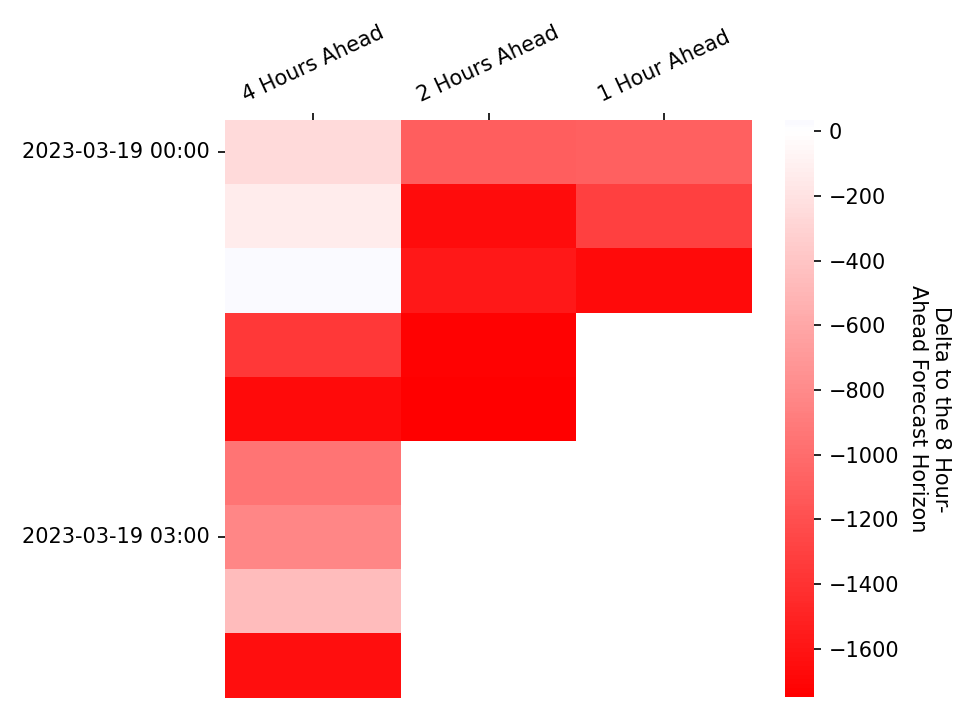 4 Hours Ahead
2 Hours Ahead
1 Hour Ahead
2023-03-19 00:00
2023-03-19 03:00
0
−200
−400
−600
−800
−1000
−1200
−1400
−1600
Delta to the 8 Hour-
Ahead Forecast Horizon